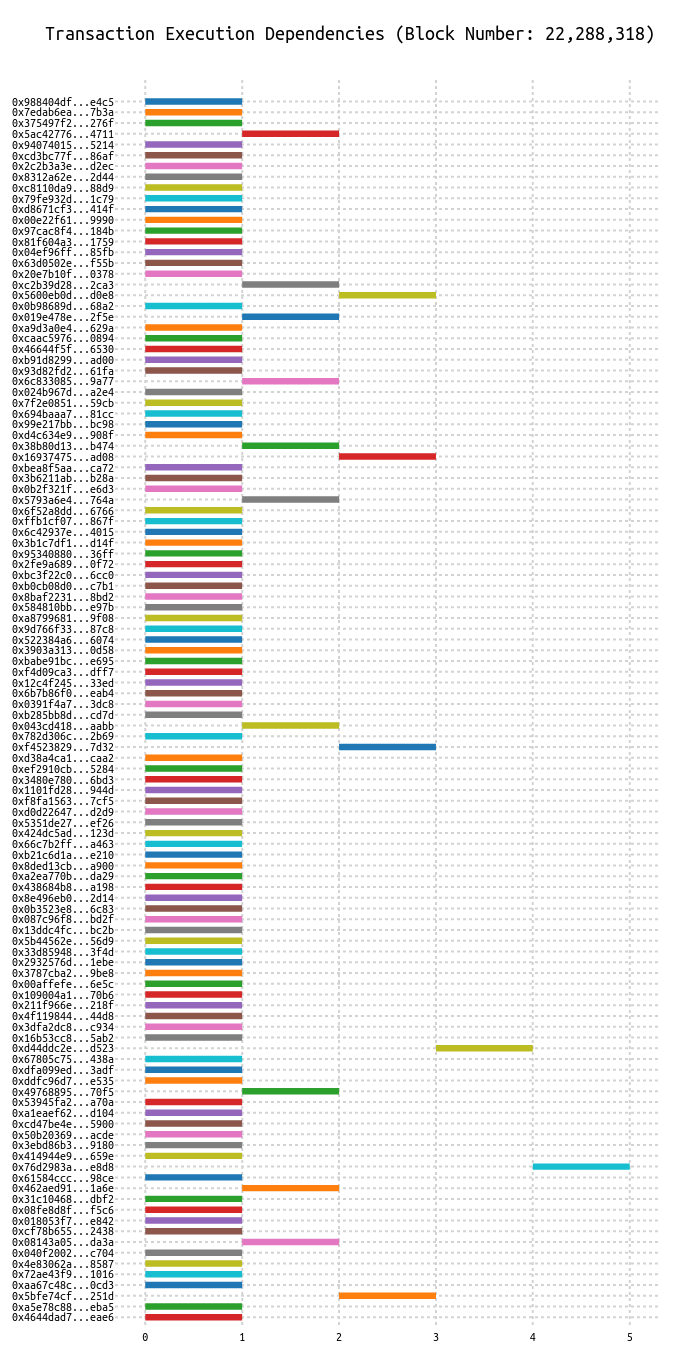 Transaction Execution Dependencies (Block Number: 22,288,318)
0x988404df...e4c5
0x7edab6ea...7b3a
0x375497f2...276f
0x5ac42776...4711
0x94074015...5214
0xcd3bc77f...86af
0x2c2b3a3e...d2ec
0x8312a62e...2d44
0xc8110da9...88d9
0x79fe932d...1c79
0xd8671cf3...414f
0x00e22f61...9990
0x97cac8f4...184b
0x81f604a3...1759
0x04ef96ff...85fb
0x63d0502e...f55b
0x20e7b10f...0378
0xc2b39d28...2ca3
0x5600eb0d...d0e8
0x0b98689d...68a2
0x019e478e...2f5e
0xa9d3a0e4...629a
0xcaac5976...0894
0x46644f5f...6530
0xb91d8299...ad00
0x93d82fd2...61fa
0x6c833085...9a77
0x024b967d...a2e4
0x7f2e0851...59cb
0x694baaa7...81cc
0x99e217bb...bc98
0xd4c634e9...908f
0x38b80d13...b474
0x16937475...ad08
0xbea8f5aa...ca72
0x3b6211ab...b28a
0x0b2f321f...e6d3
0x5793a6e4...764a
0x6f52a8dd...6766
0xffb1cf07...867f
0x6c42937e...4015
0x3b1c7df1...d14f
0x95340880...36ff
0x2fe9a689...0f72
0xbc3f22c0...6cc0
0xb0cb08d0...c7b1
0x8baf2231...8bd2
0x584810bb...e97b
0xa8799681...9f08
0x9d766f33...87c8
0x522384a6...6074
0x3903a313...0d58
0xbabe91bc...e695
0xf4d09ca3...dff7
0x12c4f245...33ed
0x6b7b86f0...eab4
0x0391f4a7...3dc8
0xb285bb8d...cd7d
0x043cd418...aabb
0x782d306c...2b69
0xf4523829...7d32
0xd38a4ca1...caa2
0xef2910cb...5284
0x3480e780...6bd3
0x1101fd28...944d
0xf8fa1563...7cf5
0xd0d22647...d2d9
0x5351de27...ef26
0x424dc5ad...123d
0x66c7b2ff...a463
0xb21c6d1a...e210
0x8ded13cb...a900
0xa2ea770b...da29
0x438684b8...a198
0x8e496eb0...2d14
0x0b3523e8...6c83
0x087c96f8...bd2f
0x13ddc4fc...bc2b
0x5b44562e...56d9
0x33d85948...3f4d
0x2932576d...1ebe
0x3787cba2...9be8
0x00affefe...6e5c
0x109004a1...70b6
0x211f966e...218f
0x4f119844...44d8
0x3dfa2dc8...c934
0x16b53cc8...5ab2
0xd44ddc2e...d523
0x67805c75...438a
0xdfa099ed...3adf
0xddfc96d7...e535
0x49768895...70f5
0x53945fa2...a70a
0xa1eaef62...d104
0xcd47be4e...5900
0x50b20369...acde
0x3ebd86b3...9180
0x414944e9...659e
0x76d2983a...e8d8
0x61584ccc...98ce
0x462aed91...1a6e
0x31c10468...dbf2
0x08fe8d8f...f5c6
0x018053f7...e842
0xcf78b655...2438
0x08143a05...da3a
0x040f2002...c704
0x4e83062a...8587
0x72ae43f9...1016
0xaa67c48c...0cd3
0x5bfe74cf...251d
0xa5e78c88...eba5
0x4644dad7...eae6
0 1 2 3 4 5